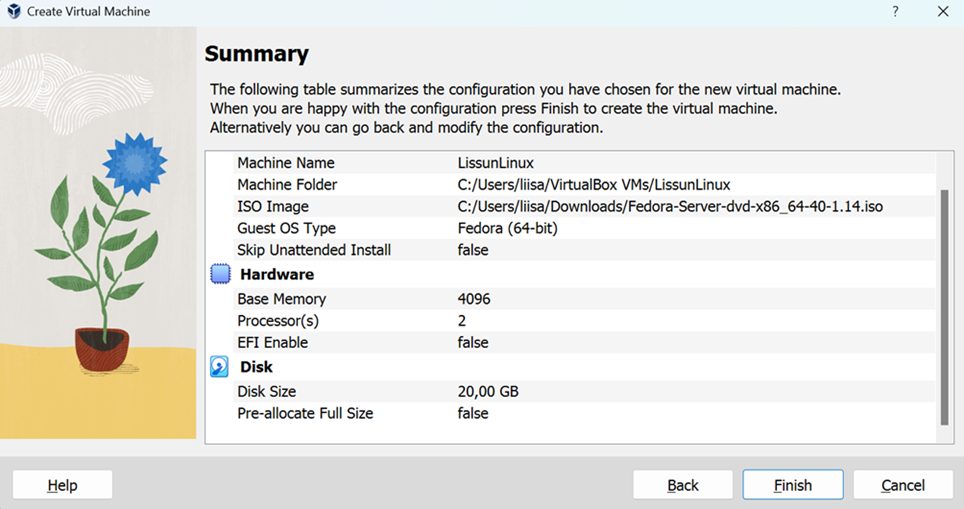 Create Virtual Machine
?
Summary
The following table summarizes the configuration you have chosen for the new virtual machine.
When you are happy with the configuration press Finish to create the virtual machine.
Alternatively you can go back and modify the configuration.
Machine Name LissunLinux
Machine Folder C:/Users/liisa/VirtualBox VMs/LissunLinux
ISO Image C:/Users/liisa/Downloads/Fedora-Server-dvd-x86_64-40-1.14.iso
Guest OS Type Fedora (64-bit)
Skip Unattended Install false
Hardware
Base Memory 4096
Processor(s) 2
EFI Enable false
Disk
Disk Size 20,00 GB
Pre-allocate Full Size false
Help Back Finish Cancel